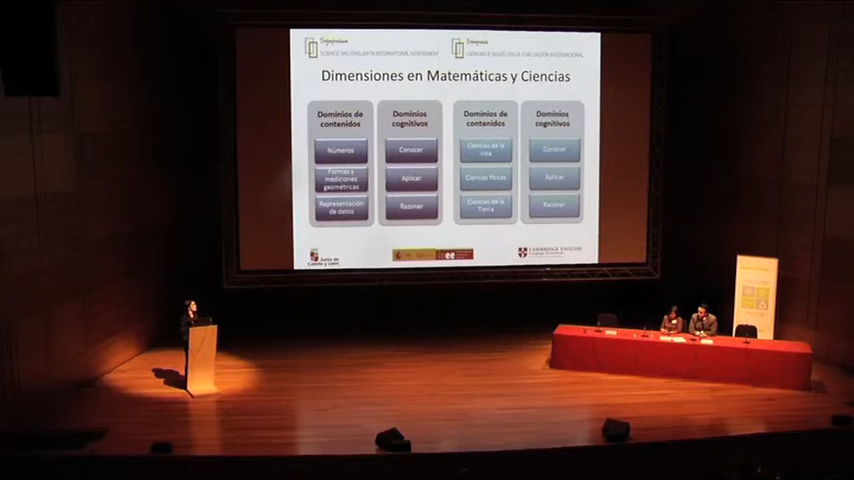 Symposium
SCIENCE AND ENGLISH IN INTERNATIONAL ASSESSMENT
Simposio
CIENCIAS E INGLÉS EN LA EVALUACIÓN INTERNACIONAL
Dimensiones en Matemáticas y Ciencias
Dominios de
contenidos
Números
Formas y
mediciones
geométricas
Representación
de datos
Dominios
cognitivos
Conocer
Aplicar
Razonar
Dominios de
contenidos
Ciencias de la
vida
Ciencias físicas
Ciencias de la
Tierra
Dominios
cognitivos
Conocer
Aplicar
Razonar
Junta de
Castilla y León
inee
CAMBRIDGE ENGLISH